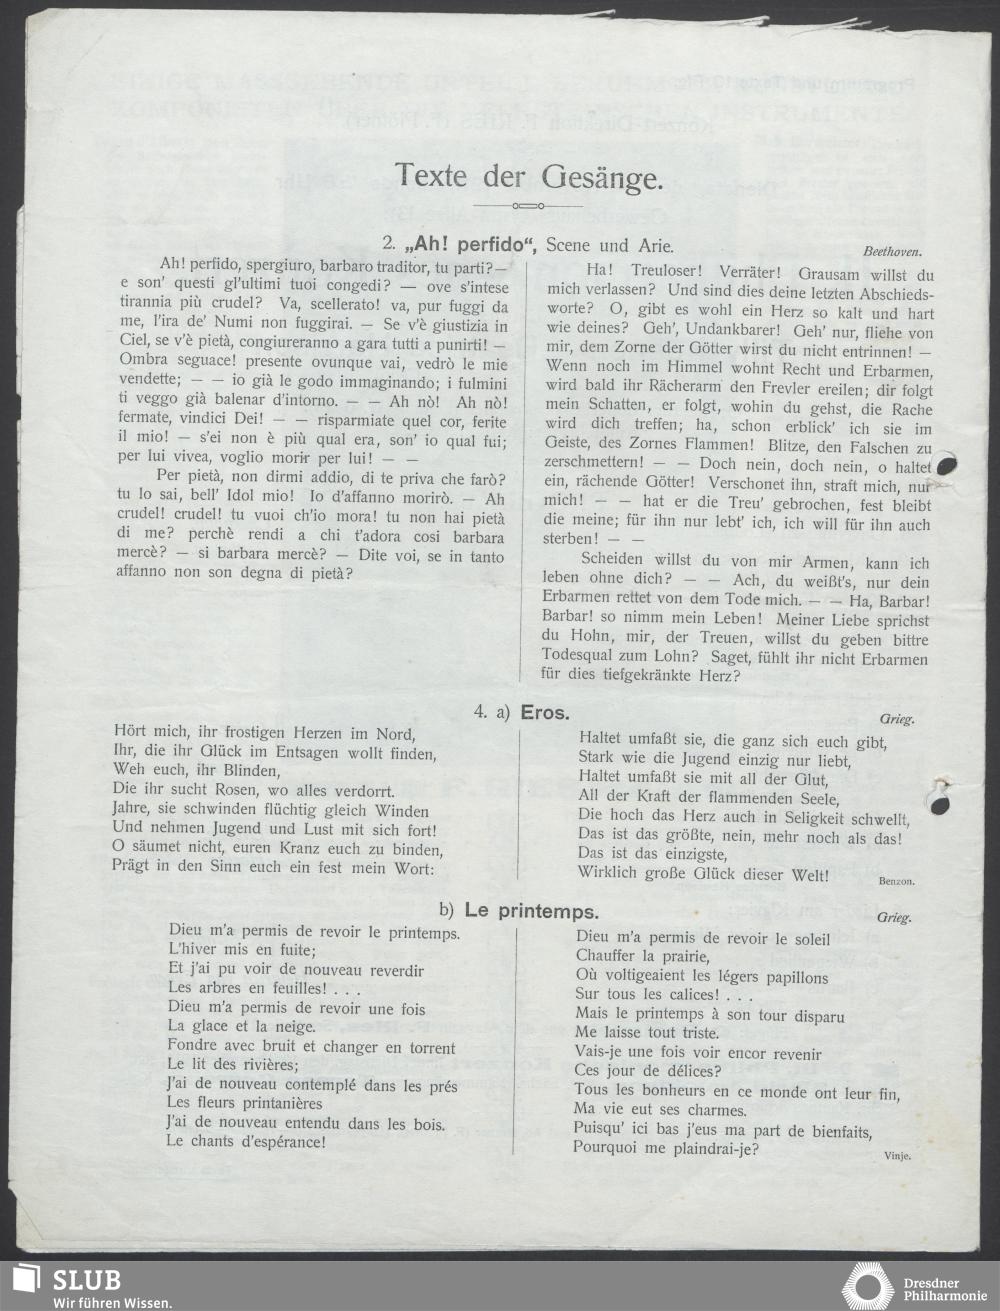 Texte der Gesänge.
2. „Ah! perfido“, Scene und Arie.
Beethoven.
Ah! perfido, spergiuro, barbaro traditor, tu parti? —
e son' questi gl'ultimi tuoi congedi? — ove s'intese
tirannia più crudel? Va, scellerato! va, pur fuggi da
me, l'ira de' Numi non fuggirai. — Se v'è giustizia in
Ciel, se v'è pietà, congiureranno a gara tutti a punirti! —
Ombra seguace! presente ovunque vai, vedrò le mie
vendette; — — io già le godo immaginando; i fulmini
ti veggo già balenar d'intorno. — — Ah nò! Ah nò!
fermate, vindici Dei! — — risparmiate quel cor, ferite
il mio! — s'ei non è più qual era, son' io qual fui;
per lui vivea, voglio morir per lui! — —
Per pietà, non dirmi addio, di te priva che farò?
tu lo sai, bell' Idol mio! Io d'affanno morirò. — Ah
crudel! crudel! tu vuoi ch'io mora! tu non hai pietà
di me? perchè rendi a chi t'adora cosi barbara
mercè? — si barbara mercè? — Dite voi, se in tanto
affanno non son degna di pietà?
Ha! Treuloser! Verräter! Grausam willst du
mich verlassen? Und sind dies deine letzten Abschieds-
worte? O, gibt es wohl ein Herz so kalt und hart
wie deines? Geh', Undankbarer! Geh' nur, fliehe von
mir, dem Zorne der Götter wirst du nicht entrinnen! —
Wenn noch im Himmel wohnt Recht und Erbarmen,
wird bald ihr Rächerarm den Frevler ereilen; dir folgt
mein Schatten, er folgt, wohin du gehst, die Rache
wird dich treffen; ha, schon erblick' ich sie im
Geiste, des Zornes Flammen! Blitze, den Falschen zu
zerschmettern! — — Doch nein, doch nein, o haltet
ein, rächende Götter! Verschonet ihn, straft mich, nur
mich! — — hat er die Treu' gebrochen, fest bleibt
die meine; für ihn nur lebt' ich, ich will für ihn auch
sterben! — —
Scheiden willst du von mir Armen, kann ich
leben ohne dich? — — Ach, du weißt's, nur dein
Erbarmen rettet von dem Tode mich. — — Ha, Barbar!
Barbar! so nimm mein Leben! Meiner Liebe sprichst
du Hohn, mir, der Treuen, willst du geben bittre
Todesqual zum Lohn? Saget, fühlt ihr nicht Erbarmen
für dies tiefgekränkte Herz?
4. a) Eros.
Grieg.
Hört mich, ihr frostigen Herzen im Nord,
Ihr, die ihr Glück im Entsagen wollt finden,
Weh euch, ihr Blinden,
Die ihr sucht Rosen, wo alles verdorrt.
Jahre, sie schwinden flüchtig gleich Winden
Und nehmen Jugend und Lust mit sich fort!
O säumet nicht, euren Kranz euch zu binden,
Prägt in den Sinn euch ein fest mein Wort:
Haltet umfaßt sie, die ganz sich euch gibt,
Stark wie die Jugend einzig nur liebt,
Haltet umfaßt sie mit all der Glut,
All der Kraft der flammenden Seele,
Die hoch das Herz auch in Seligkeit schwellt,
Das ist das größte, nein, mehr noch als das!
Das ist das einzigste,
Wirklich große Glück dieser Welt!
Benzon.
b) Le printemps.
Grieg.
Dieu m'a permis de revoir le printemps.
L'hiver mis en fuite;
Et j'ai pu voir de nouveau reverdir
Les arbres en feuilles! . . .
Dieu m'a permis de revoir une fois
La glace et la neige.
Fondre avec bruit et changer en torrent
Le lit des rivières;
J'ai de nouveau contemplé dans les prés
Les fleurs printanières
J'ai de nouveau entendu dans les bois.
Le chants d'espérance!
Dieu m'a permis de revoir le soleil
Chauffer la prairie,
Où voltigeaient les légers papillons
Sur tous les calices! . . .
Mais le printemps à son tour disparu
Me laisse tout triste.
Vais-je une fois voir encor revenir
Ces jour de délices?
Tous les bonheurs en ce monde ont leur fin,
Ma vie eut ses charmes.
Puisqu' ici bas j'eus ma part de bienfaits,
Pourquoi me plaindrai-je?
Vinje.
SLUB
Wir führen Wissen.
Dresdner
Philharmonie